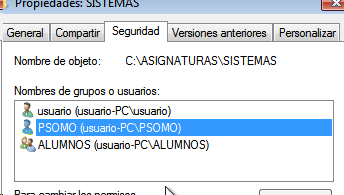 Propiedades: SISTEMAS
General Compartir Seguridad Versiones anteriores Personalizar
Nombre de objeto: C:\ASIGNATURAS\SISTEMAS
Nombres de grupos o usuarios:
usuario (usuario-PC\usuario)
PSOMO (usuario-PC\PSOMO)
ALUMNOS (usuario-PC\ALUMNOS)
Para cambiar los permisos